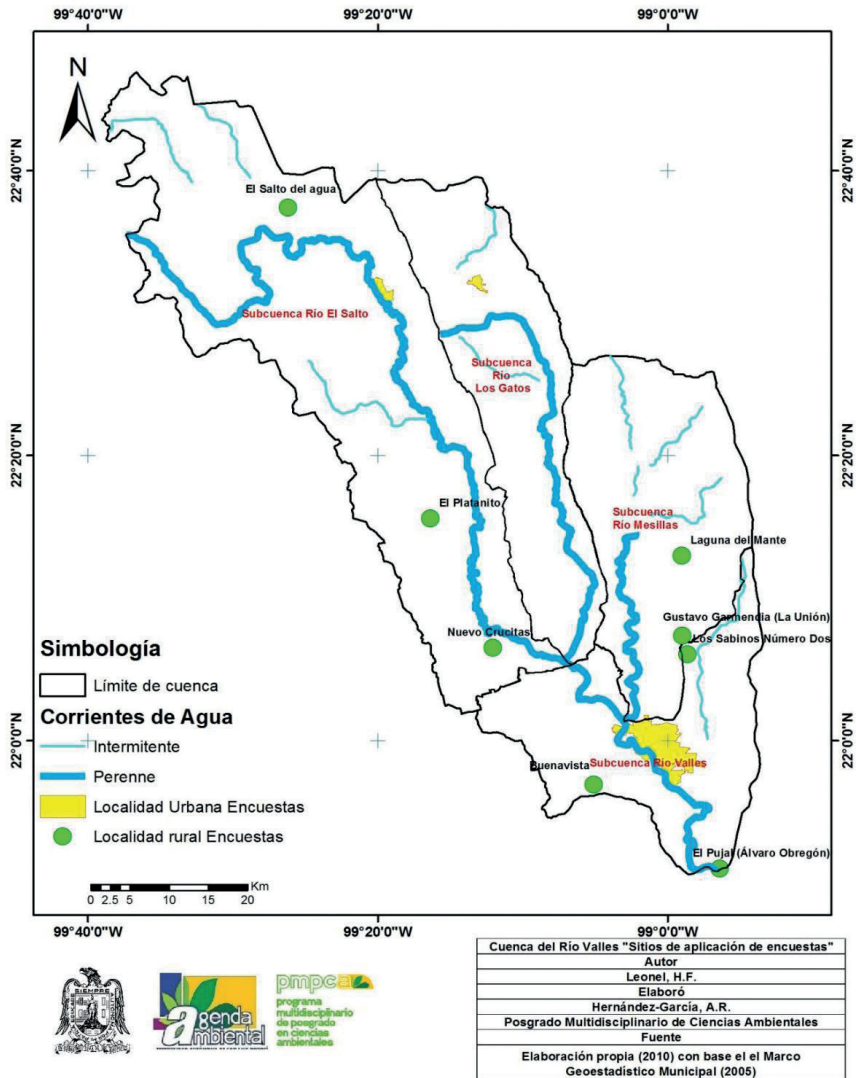 99°40'0"W 99°20'0"W 99°0'0"W
N
22°40'0"N 22°40'0"N
El Salto del agua
Subcuenca Río El Salto
Subcuenca
Río
Los Gatos
22°20'0"N 22°20'0"N
El Platanito
Subcuenca
Río Mesillas
Laguna del Mante
Gustavo Garmendia (La Unión)
Los Sabinos Número Dos
Nuevo Crucitas
22°0'0"N 22°0'0"N
Buenavista
Subcuenca Río Valles
El Pujal (Álvaro Obregón)
Simbología
Límite de cuenca
Corrientes de Agua
Intermitente
Perenne
Localidad Urbana Encuestas
Localidad rural Encuestas
Km
0 2.5 5 10 15 20
99°40'0"W 99°20'0"W 99°0'0"W
SIEMPRE
agenda
ambiental
pmpca
programa
multidisciplinario
de posgrado
en ciencias
ambientales
Cuenca del Río Valles "Sitios de aplicación de encuestas"
Autor
Leonel, H.F.
Elaboró
Hernández-García, A.R.
Posgrado Multidisciplinario de Ciencias Ambientales
Fuente
Elaboración propia (2010) con base el el Marco
Geoestadístico Municipal (2005)